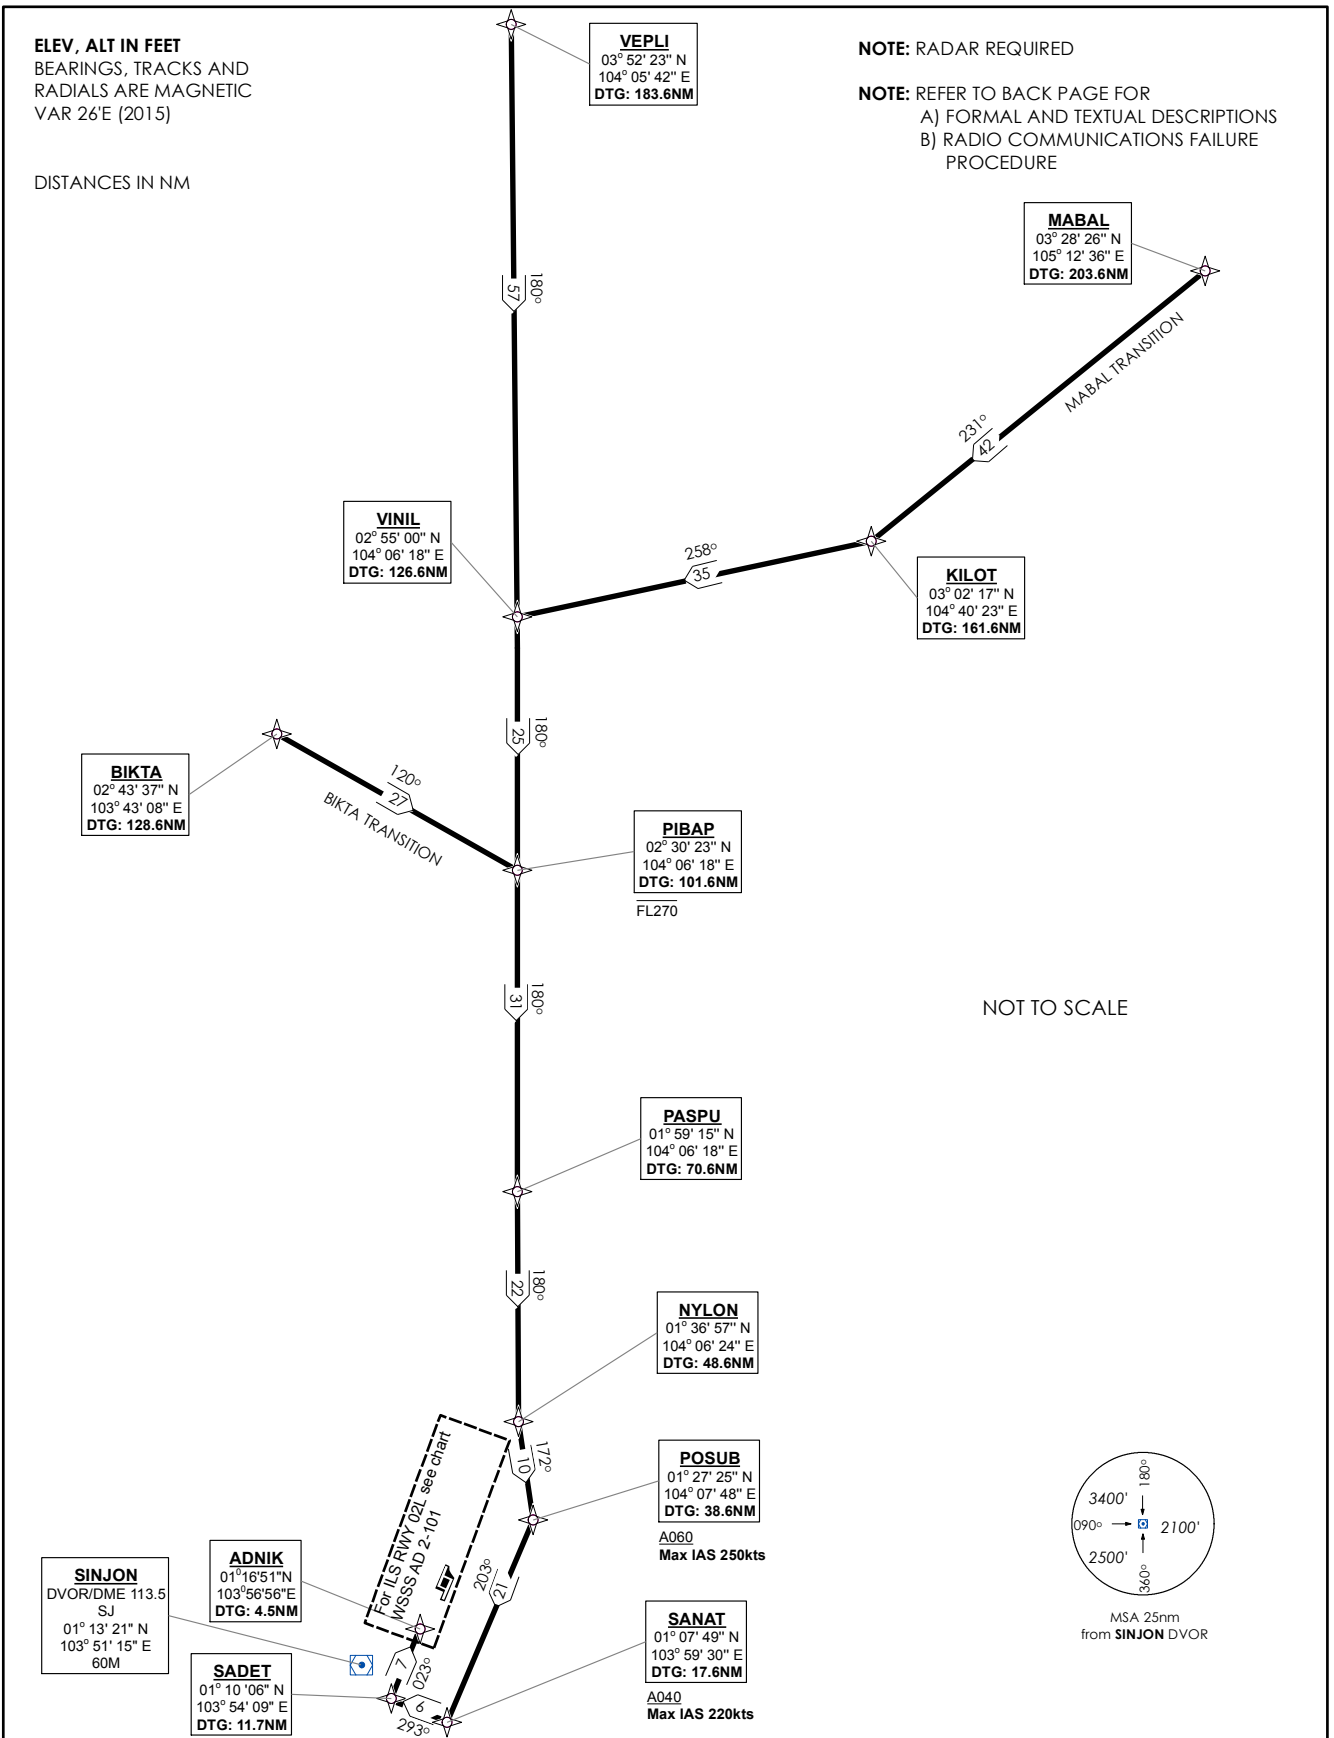 ELEV, ALT IN FEET
BEARINGS, TRACKS AND
RADIALS ARE MAGNETIC
VAR 26'E (2015)
DISTANCES IN NM
VEPLI
03° 52' 23" N
104° 05' 42" E
DTG: 183.6NM
NOTE: RADAR REQUIRED
NOTE: REFER TO BACK PAGE FOR
A) FORMAL AND TEXTUAL DESCRIPTIONS
B) RADIO COMMUNICATIONS FAILURE
PROCEDURE
MABAL
03° 28' 26" N
105° 12' 36" E
DTG: 203.6NM
180°
57
MABAL TRANSITION
231°
42
VINIL
02° 55' 00" N
104° 06' 18" E
DTG: 126.6NM
258°
35
KILOT
03° 02' 17" N
104° 40' 23" E
DTG: 161.6NM
180°
25
BIKTA
02° 43' 37" N
103° 43' 08" E
DTG: 128.6NM
120°
27
BIKTA TRANSITION
PIBAP
02° 30' 23" N
104° 06' 18" E
DTG: 101.6NM
FL270
180°
31
NOT TO SCALE
PASPU
01° 59' 15" N
104° 06' 18" E
DTG: 70.6NM
180°
22
NYLON
01° 36' 57" N
104° 06' 24" E
DTG: 48.6NM
172°
10
POSUB
01° 27' 25" N
104° 07' 48" E
DTG: 38.6NM
A060
Max IAS 250kts
For ILS RWY 02L see chart
WSSS AD 2-101
203°
21
ADNIK
01°16'51"N
103°56'56"E
DTG: 4.5NM
SINJON
DVOR/DME 113.5
SJ
01° 13' 21" N
103° 51' 15" E
60M
SANAT
01° 07' 49" N
103° 59' 30" E
DTG: 17.6NM
A040
Max IAS 220kts
7
023°
SADET
01° 10 '06" N
103° 54' 09" E
DTG: 11.7NM
6
293°
180°
3400'
090°
2100'
2500'
360°
MSA 25nm
from SINJON DVOR